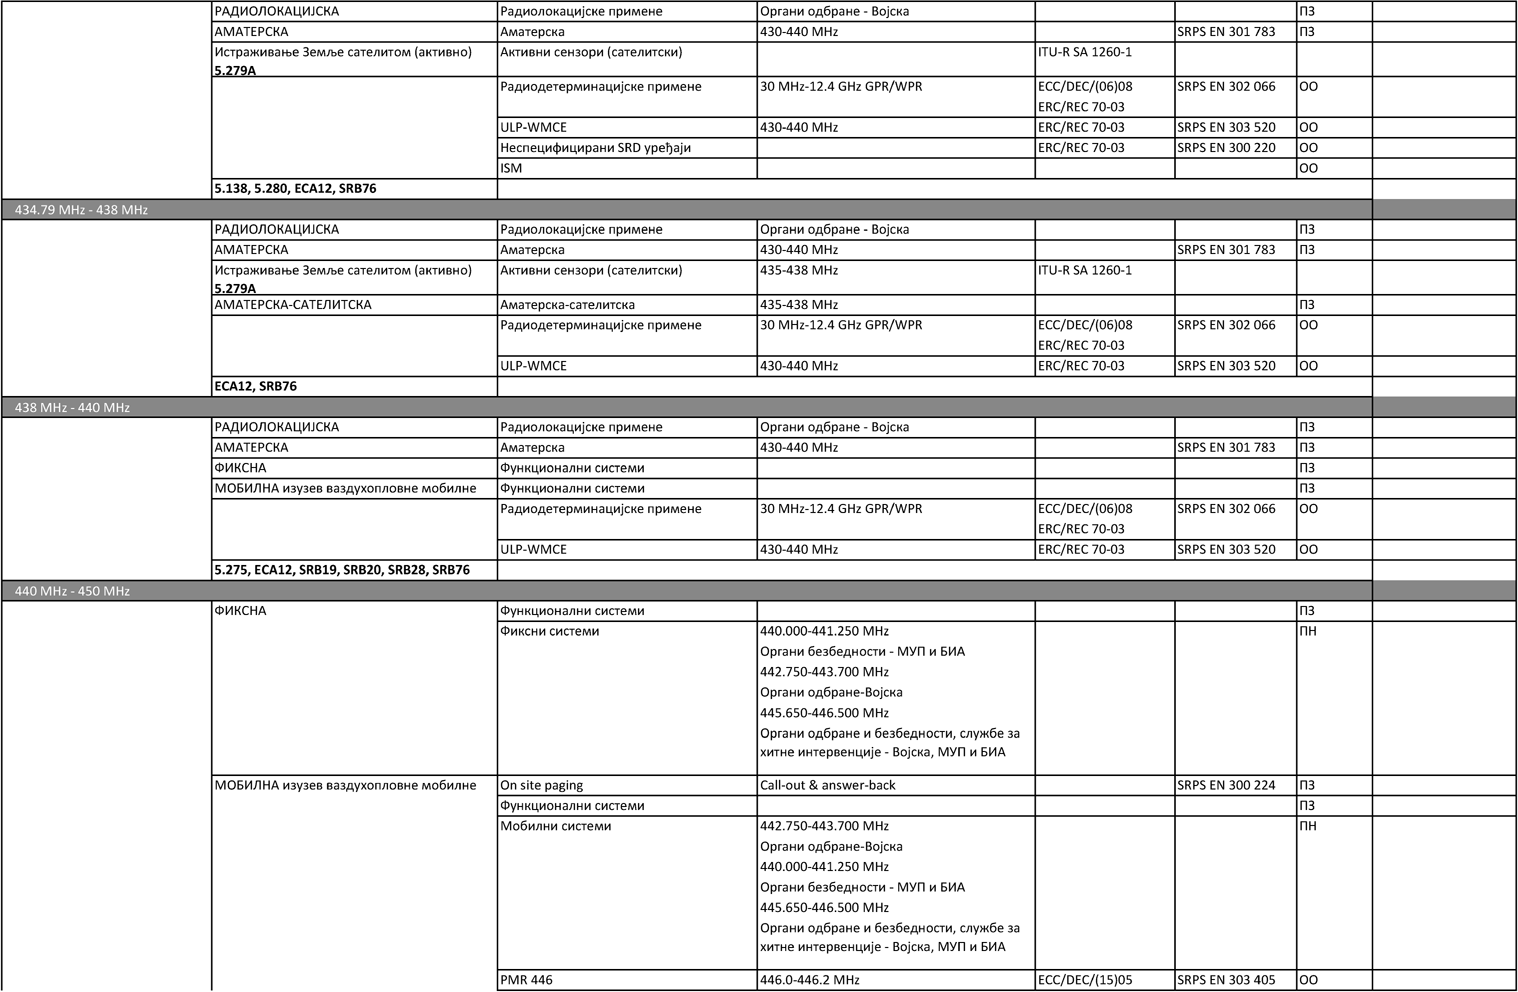 РАДИОЛОКАЦИЈСКА Радиолокацијске примене Органи одбране - Војска ПЗ
АМАТЕРСКА Аматерска 430-440 MHz SRPS EN 301 783 ПЗ
Истраживање Земље сателитом (активно) Активни сензори (сателитски) ITU-R SA 1260-1
5.279A
Радиодетерминацијске примене 30 MHz-12.4 GHz GPR/WPR ECC/DEC/(06)08 SRPS EN 302 066 ОО
ERC/REC 70-03
ULP-WMCE 430-440 MHz ERC/REC 70-03 SRPS EN 303 520 ОО
Неспецифицирани SRD уређаји ERC/REC 70-03 SRPS EN 300 220 ОО
ISM ОО
5.138, 5.280, ECA12, SRB76
434.79 MHz - 438 MHz
РАДИОЛОКАЦИЈСКА Радиолокацијске примене Органи одбране - Војска ПЗ
АМАТЕРСКА Аматерска 430-440 MHz SRPS EN 301 783 ПЗ
Истраживање Земље сателитом (активно) Активни сензори (сателитски) 435-438 MHz ITU-R SA 1260-1
5.279A
АМАТЕРСКА-САТЕЛИТСКА Аматерска-сателитска 435-438 MHz ПЗ
Радиодетерминацијске примене 30 MHz-12.4 GHz GPR/WPR ECC/DEC/(06)08 SRPS EN 302 066 ОО
ERC/REC 70-03
ULP-WMCE 430-440 MHz ERC/REC 70-03 SRPS EN 303 520 ОО
ECA12, SRB76
438 MHz - 440 MHz
РАДИОЛОКАЦИЈСКА Радиолокацијске примене Органи одбране - Војска ПЗ
АМАТЕРСКА Аматерска 430-440 MHz SRPS EN 301 783 ПЗ
ФИКСНА Функционални системи ПЗ
МОБИЛНА изузев ваздухопловне мобилне Функционални системи ПЗ
Радиодетерминацијске примене 30 MHz-12.4 GHz GPR/WPR ECC/DEC/(06)08 SRPS EN 302 066 ОО
ERC/REC 70-03
ULP-WMCE 430-440 MHz ERC/REC 70-03 SRPS EN 303 520 ОО
5.275, ECA12, SRB19, SRB20, SRB28, SRB76
440 MHz - 450 MHz
ФИКСНА Функционални системи ПЗ
Фиксни системи 440.000-441.250 MHz ПН
Органи безбедности - МУП и БИА
442.750-443.700 MHz
Органи одбране-Војска
445.650-446.500 MHz
Органи одбране и безбедности, службе за
хитне интервенције - Војска, МУП и БИА
МОБИЛНА изузев ваздухопловне мобилне On site paging Call-out & answer-back SRPS EN 300 224 ПЗ
Функционални системи ПЗ
Мобилни системи 442.750-443.700 MHz ПН
Органи одбране-Војска
440.000-441.250 MHz
Органи безбедности - МУП и БИА
445.650-446.500 MHz
Органи одбране и безбедности, службе за
хитне интервенције - Војска, МУП и БИА
PMR 446 446.0-446.2 MHz ECC/DEC/(15)05 SRPS EN 303 405 ОО